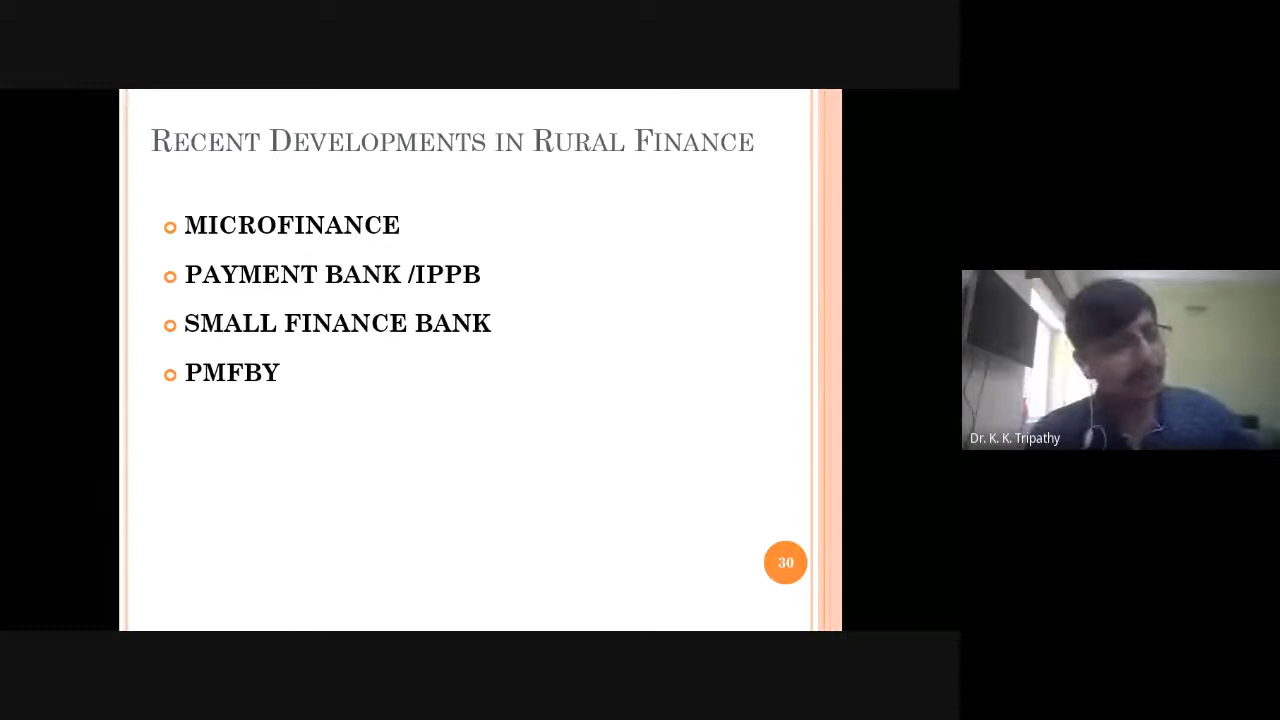 Recent Developments in Rural Finance
MICROFINANCE
PAYMENT BANK /IPPB
SMALL FINANCE BANK
PMFBY
30
Dr. K. K. Tripathy